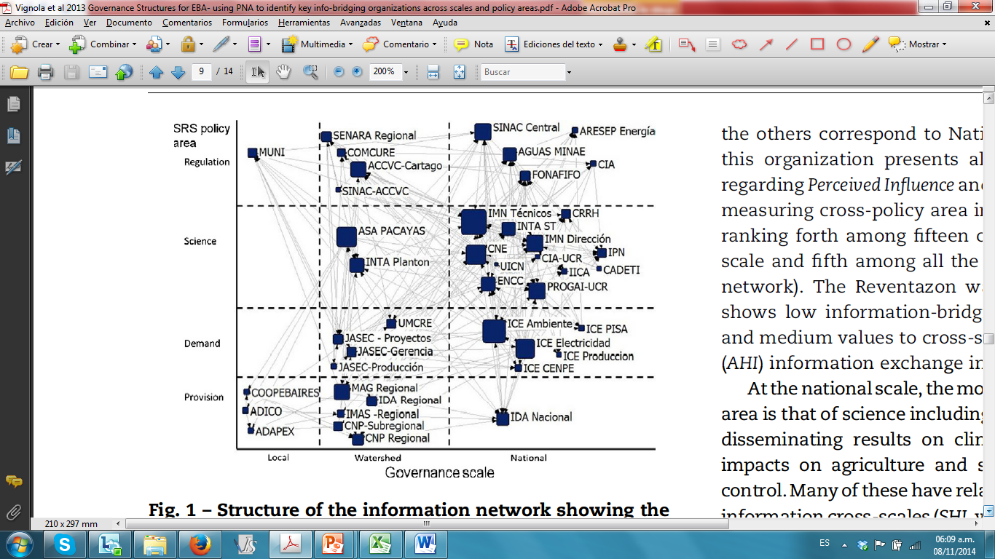 Vignola et al 2013 Governance Structures for EBA- using PNA to identify key info-bridging organizations across scales and policy areas.pdf - Adobe Acrobat Pro
Archivo Edición Ver Documento Comentarios Formularios Herramientas Avanzadas Ventana Ayuda
Crear Combinar Multimedia Comentario Nota Ediciones del texto Mostrar
9 / 14 200% Buscar
SRS policy
area
Regulation
Science
Demand
Provision
MUNI
SENARA Regional
COMCURE
ACCVC-Cartago
SINAC-ACCVC
SINAC Central
ARESEP Energía
AGUAS MINAE
CIA
FONAFIFO
ASA PACAYAS
INTA Planton
IMN Técnicos
CRRH
INTA ST
IMN Dirección
CNE
CIA-UCR
IPN
UICN
IICA
CADETI
ENCC
PROGAI-UCR
UMCRE
JASEC - Proyectos
JASEC-Gerencia
JASEC-Producción
ICE Ambiente
ICE PISA
ICE Electricidad
ICE Produccion
ICE CENPE
COOPEBAIRES
ADICO
ADAPEX
MAG Regional
IDA Regional
IMAS -Regional
CNP-Subregional
CNP Regional
IDA Nacional
Local Watershed National
Governance scale
Fig. 1 – Structure of the information network showing the
the others correspond to Nati
this organization presents al
regarding Perceived Influence an
measuring cross-policy area in
ranking forth among fifteen c
scale and fifth among all the
network). The Reventazon wa
shows low information-bridg
and medium values to cross-s
(AHI) information exchange in
At the national scale, the mo
area is that of science including
disseminating results on clin
impacts on agriculture and s
control. Many of these have rela
information cross-scales (SHI, w
210 x 297 mm
ES
06:09 a.m.
08/11/2014